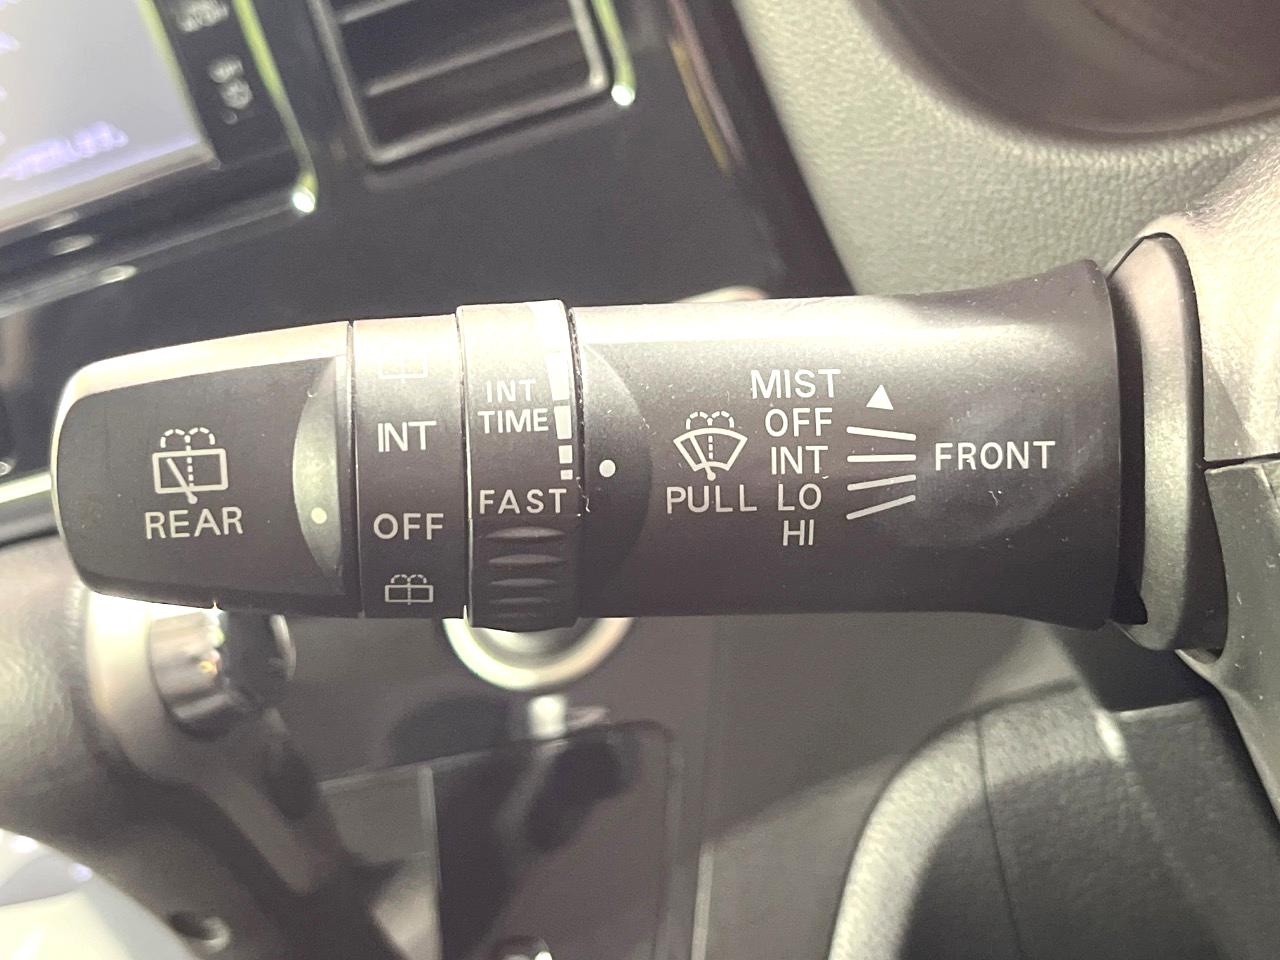 REAR
INT
OFF
INT
TIME
FAST
PULL
MIST
OFF
INT
LO
HI
FRONT